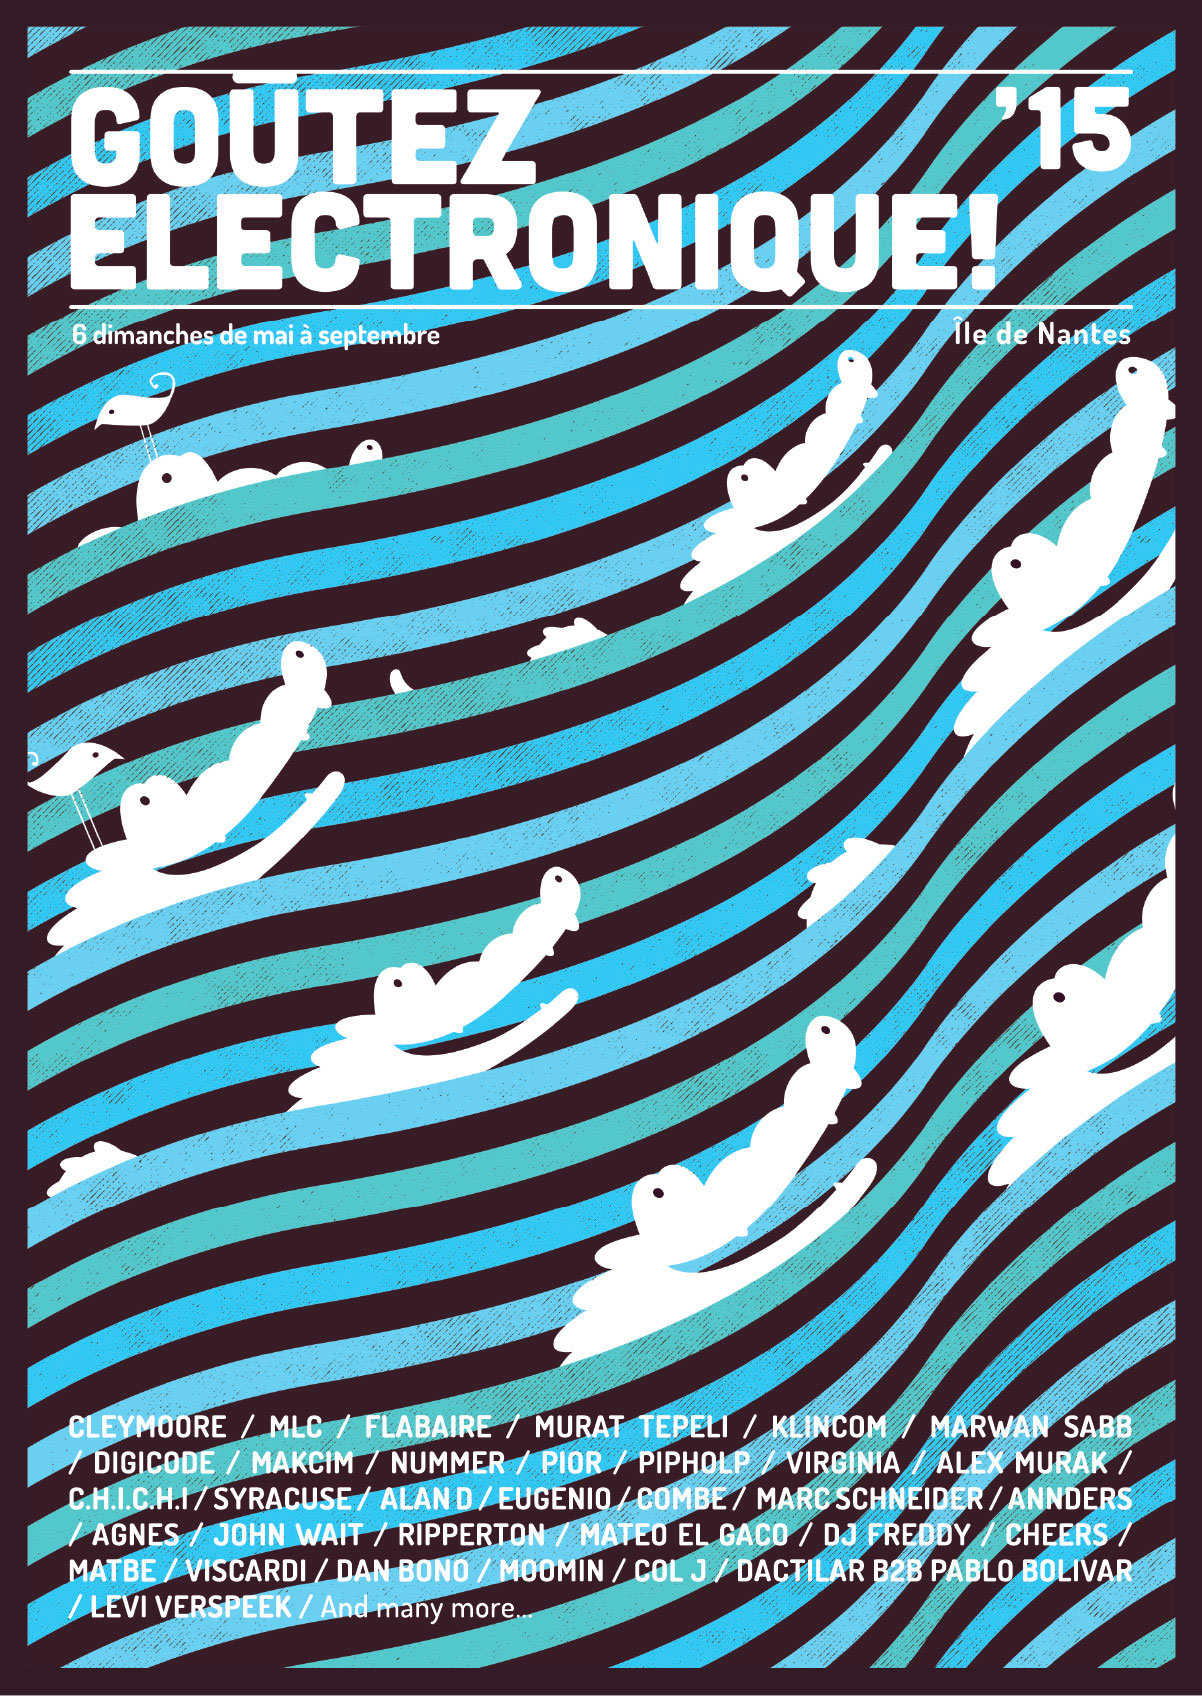 GOÛTEZ
’15
ELECTRONIQUE!
6 dimanches de mai à septembre
Île de Nantes
CLEYMOORE / MLC / FLABAIRE / MURAT TEPELI / KLINCOM / MARWAN SABB
/ DIGICODE / MAKCIM / NUMMER / PIOR / PIPHOLP / VIRGINIA / ALEX MURAK /
C.H.I.C.H.I / SYRACUSE / ALAN D / EUGENIO / COMBE / MARC SCHNEIDER / ANNDERS
/ AGNES / JOHN WAIT / RIPPERTON / MATEO EL GACO / DJ FREDDY / CHEERS /
MATBE / VISCARDI / DAN BONO / MOOMIN / COL J / DACTILAR B2B PABLO BOLIVAR
/ LEVI VERSPEEK / And many more...